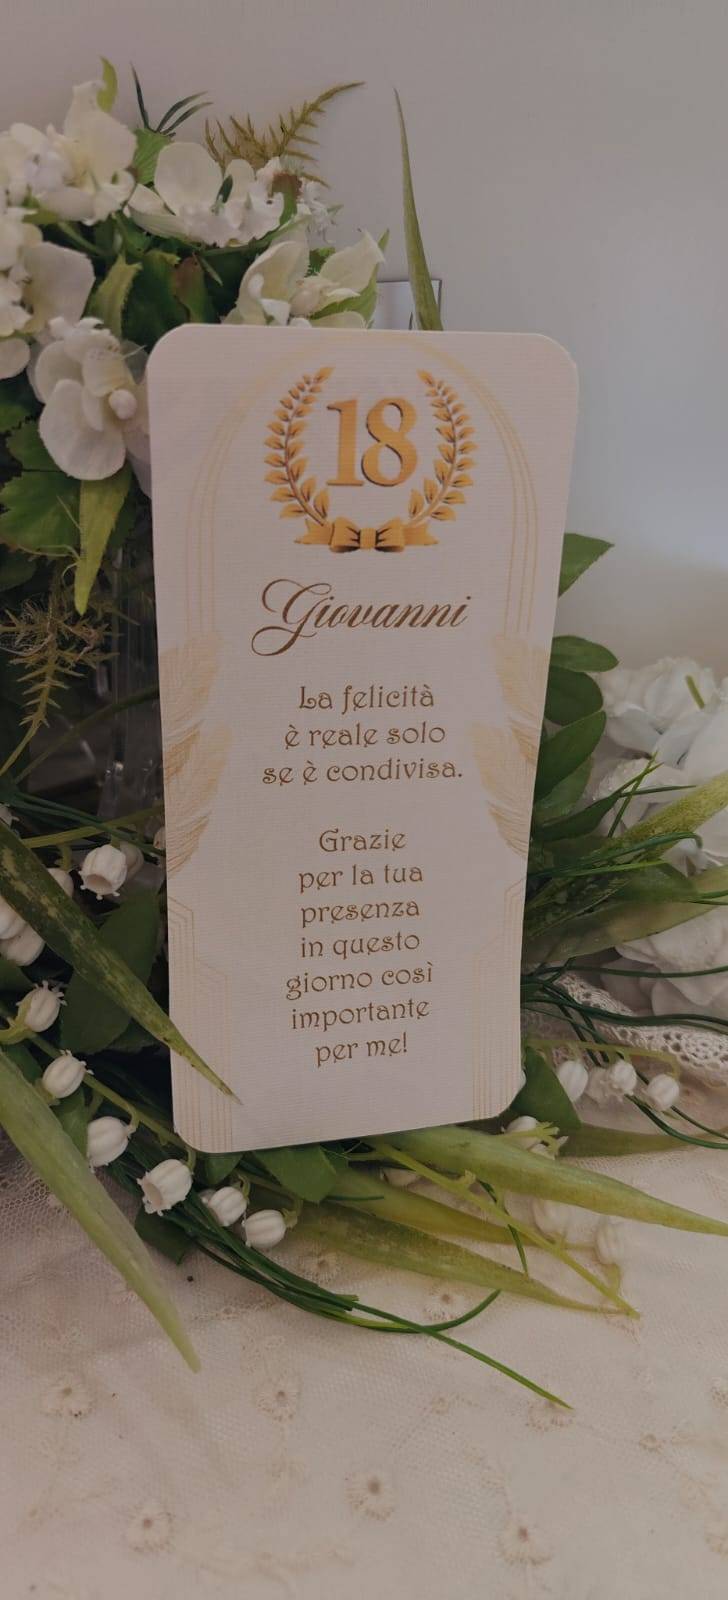 18
Giovanni
La felicità
è reale solo
se è condivisa.
Grazie
per la tua
presenza
in questo
giorno così
importante
per me!